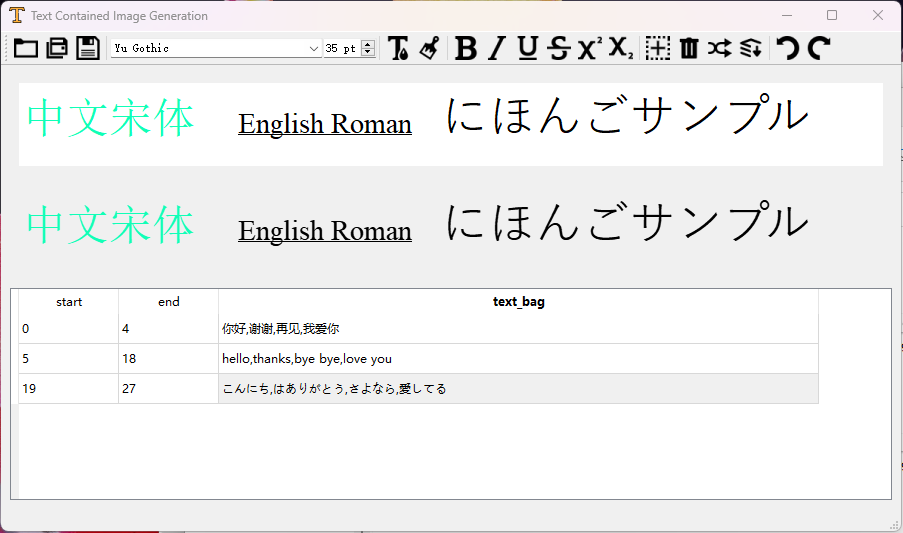 Text Contained Image Generation
Yu Gothic 35 pt
中文宋体 English Roman にほんごサンプル
中文宋体 English Roman にほんごサンプル
start end text_bag
0 4 你好,谢谢,再见,我爱你
5 18 hello,thanks,bye bye,love you
19 27 こんにち,はありがとう,さよなら,愛してる